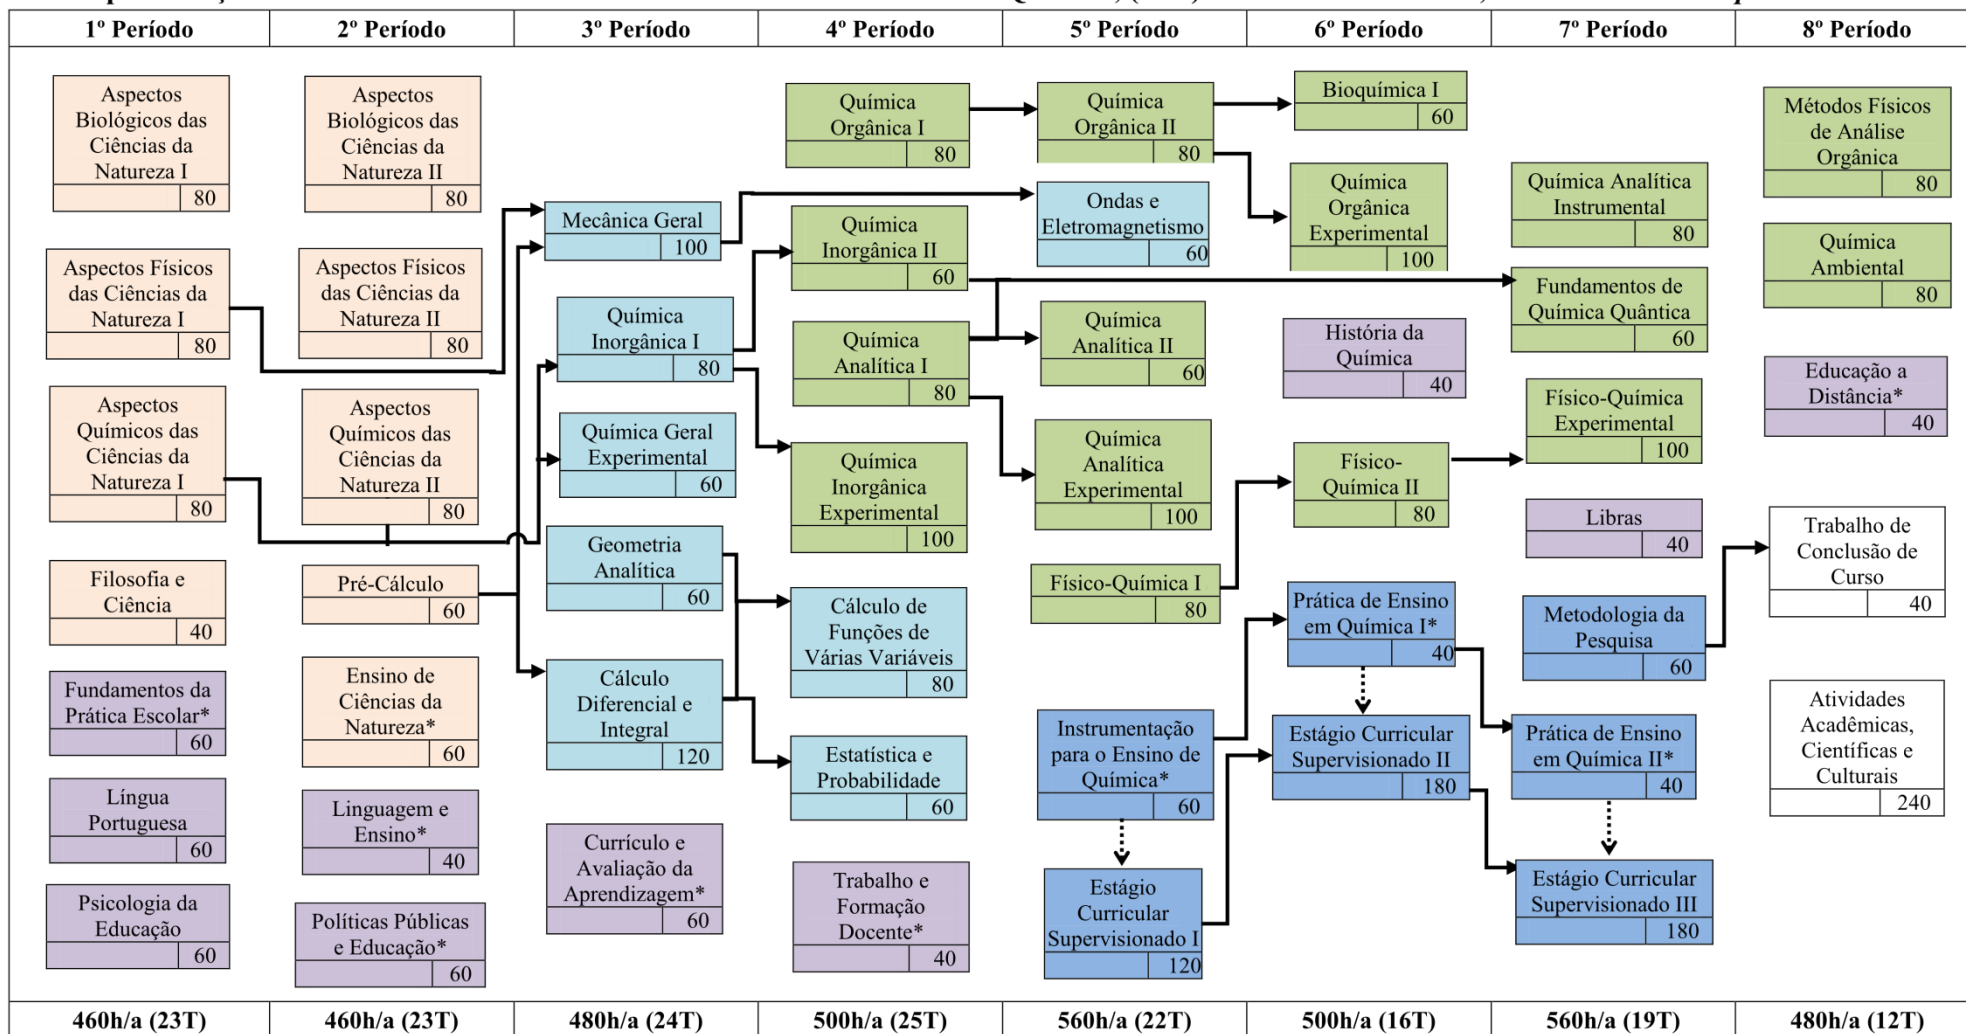 1º Período
2º Período
3º Período
4º Período
5º Período
6º Período
7º Período
8º Período
Aspectos
Biológicos das
Ciências da
Natureza I
80
Aspectos Físicos
das Ciências da
Natureza I
80
Aspectos
Químicos das
Ciências da
Natureza I
80
Filosofia e
Ciência
40
Fundamentos da
Prática Escolar*
60
Língua
Portuguesa
60
Psicologia da
Educação
60
Aspectos
Biológicos das
Ciências da
Natureza II
80
Aspectos Físicos
das Ciências da
Natureza II
80
Aspectos
Químicos das
Ciências da
Natureza II
80
Pré-Cálculo
60
Ensino de
Ciências da
Natureza*
60
Linguagem e
Ensino*
40
Políticas Públicas
e Educação*
60
Mecânica Geral
100
Química
Inorgânica I
80
Química Geral
Experimental
60
Geometria
Analítica
60
Cálculo
Diferencial e
Integral
120
Currículo e
Avaliação da
Aprendizagem*
60
Química
Orgânica I
80
Química
Inorgânica II
60
Química
Analítica I
80
Química
Inorgânica
Experimental
100
Cálculo de
Funções de
Várias Variáveis
80
Estatística e
Probabilidade
60
Trabalho e
Formação
Docente*
40
Química
Orgânica II
80
Ondas e
Eletromagnetismo
60
Química
Analítica II
60
Química
Analítica
Experimental
100
Físico-Química I
80
Instrumentação
para o Ensino de
Química*
60
Estágio
Curricular
Supervisionado I
120
Bioquímica I
60
Química
Orgânica
Experimental
100
História da
Química
40
Físico-
Química II
80
Prática de Ensino
em Química I*
40
Estágio Curricular
Supervisionado II
180
Química Analítica
Instrumental
80
Fundamentos de
Química Quântica
60
Físico-Química
Experimental
100
Libras
40
Metodologia da
Pesquisa
60
Prática de Ensino
em Química II*
40
Estágio Curricular
Supervisionado III
180
Métodos Físicos
de Análise
Orgânica
80
Química
Ambiental
80
Educação a
Distância*
40
Trabalho de
Conclusão de
Curso
40
Atividades
Acadêmicas,
Científicas e
Culturais
240
460h/a (23T)
460h/a (23T)
480h/a (24T)
500h/a (25T)
560h/a (22T)
500h/a (16T)
560h/a (19T)
480h/a (12T)